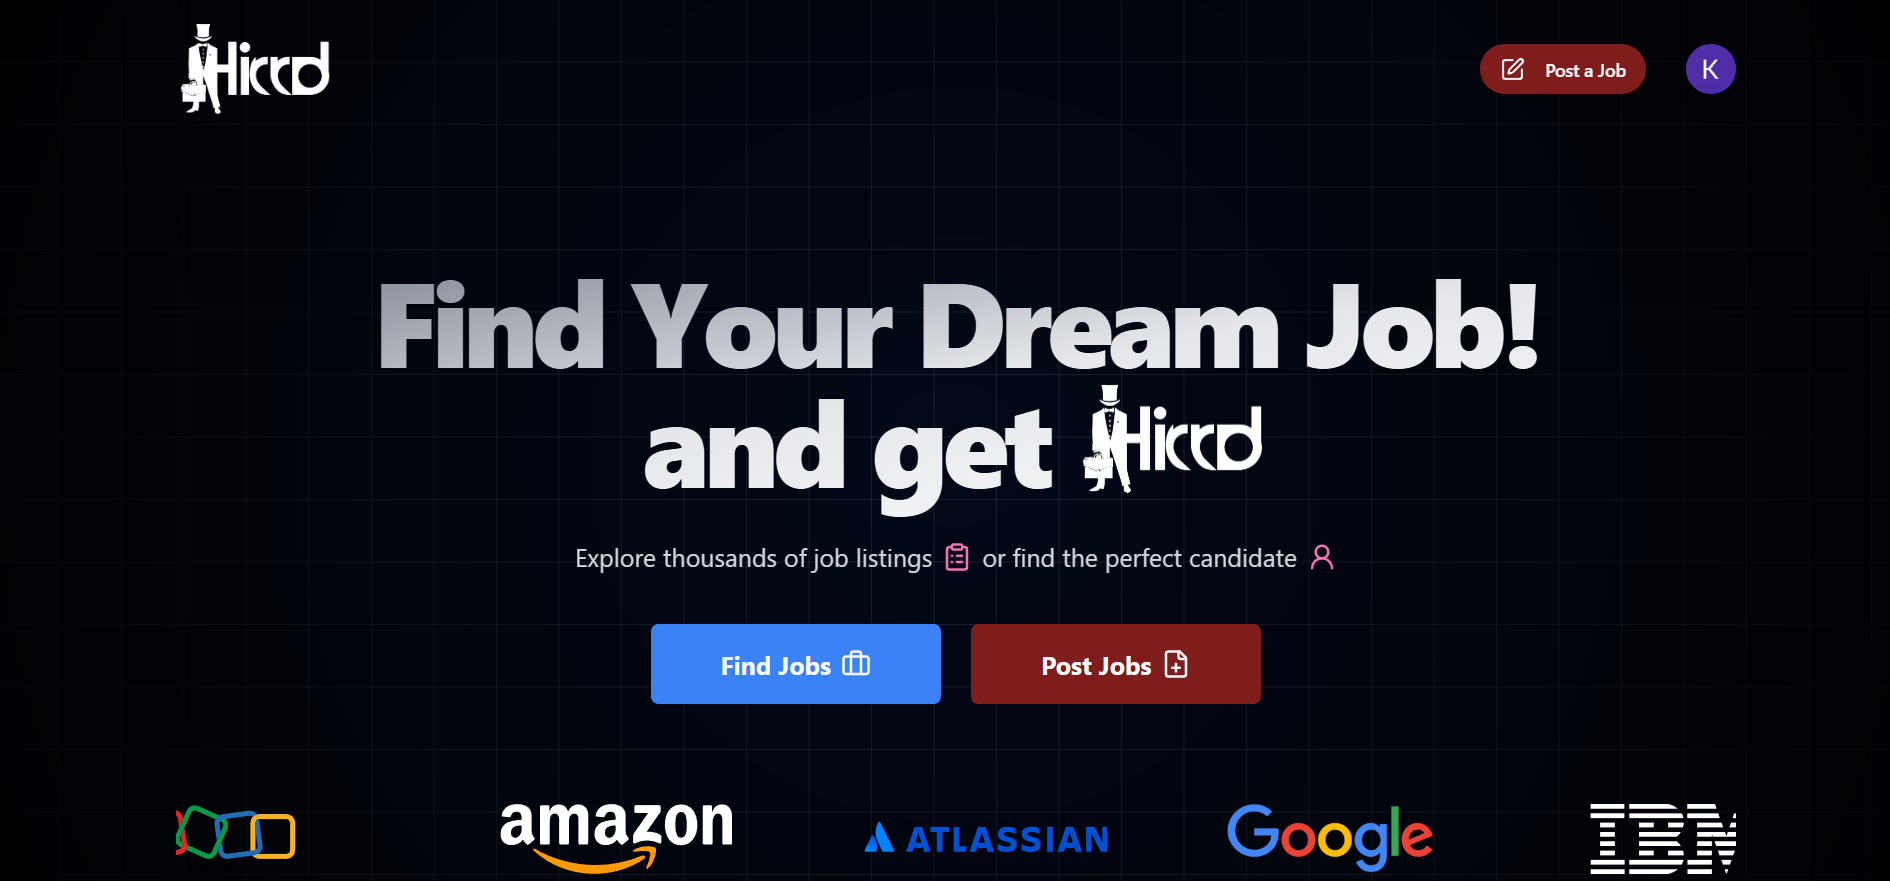 Hirrd
Post a Job
K
Find Your Dream Job!
and get Hirrd
Explore thousands of job listings or find the perfect candidate
Find Jobs
Post Jobs
amazon
ATLASSIAN
Google
IBM